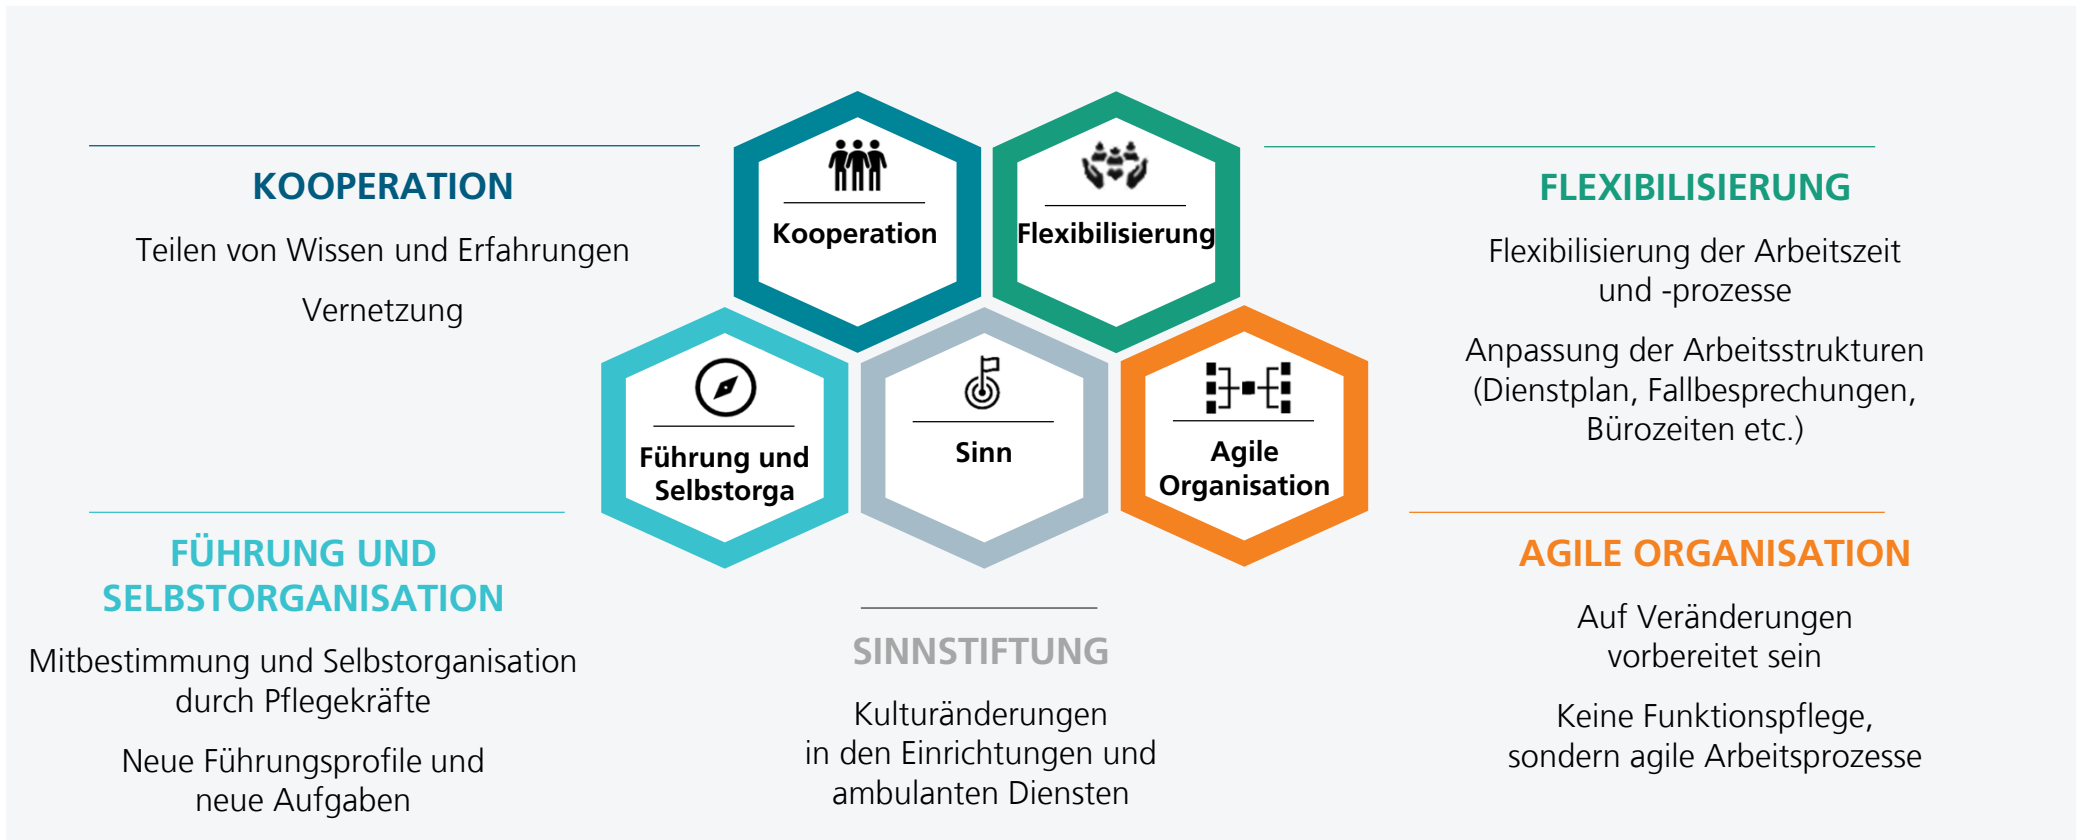 KOOPERATION
Teilen von Wissen und Erfahrungen
Vernetzung
Kooperation
Flexibilisierung
FLEXIBILISIERUNG
Flexibilisierung der Arbeitszeit
und -prozesse
Anpassung der Arbeitsstrukturen
(Dienstplan, Fallbesprechungen,
Bürozeiten etc.)
Führung und
Selbstorga
Sinn
Agile
Organisation
FÜHRUNG UND
SELBSTORGANISATION
Mitbestimmung und Selbstorganisation
durch Pflegekräfte
Neue Führungsprofile und
neue Aufgaben
SINNSTIFTUNG
Kulturänderungen
in den Einrichtungen und
ambulanten Diensten
AGILE ORGANISATION
Auf Veränderungen
vorbereitet sein
Keine Funktionspflege,
sondern agile Arbeitsprozesse